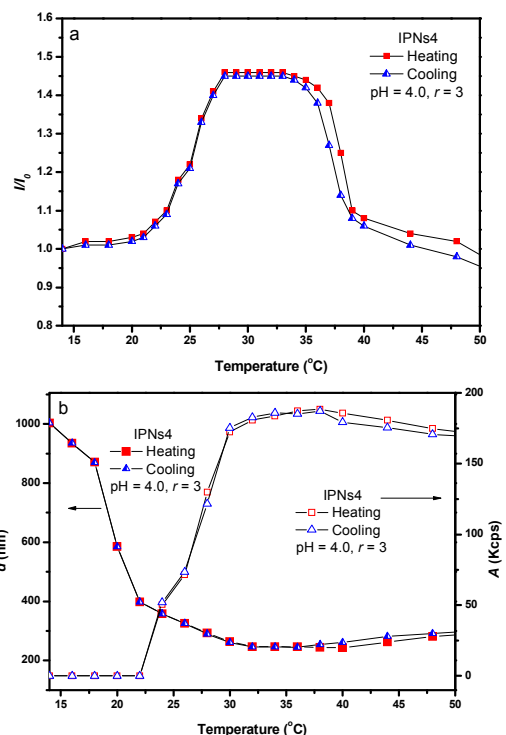 a
IPNs4
Heating
Cooling
pH = 4.0, r = 3
1.6
1.5
1.4
1.3
1.2
1.1
1.0
0.9
0.8
I/I0
15 20 25 30 35 40 45 50
Temperature (oC)
b
IPNs4
Heating
Cooling
pH = 4.0, r = 3
IPNs4
Heating
Cooling
pH = 4.0, r = 3
1000
800
600
400
200
(nm)
200
150
100
50
0
A (Kcps)
15 20 25 30 35 40 45 50
Temperature (oC)